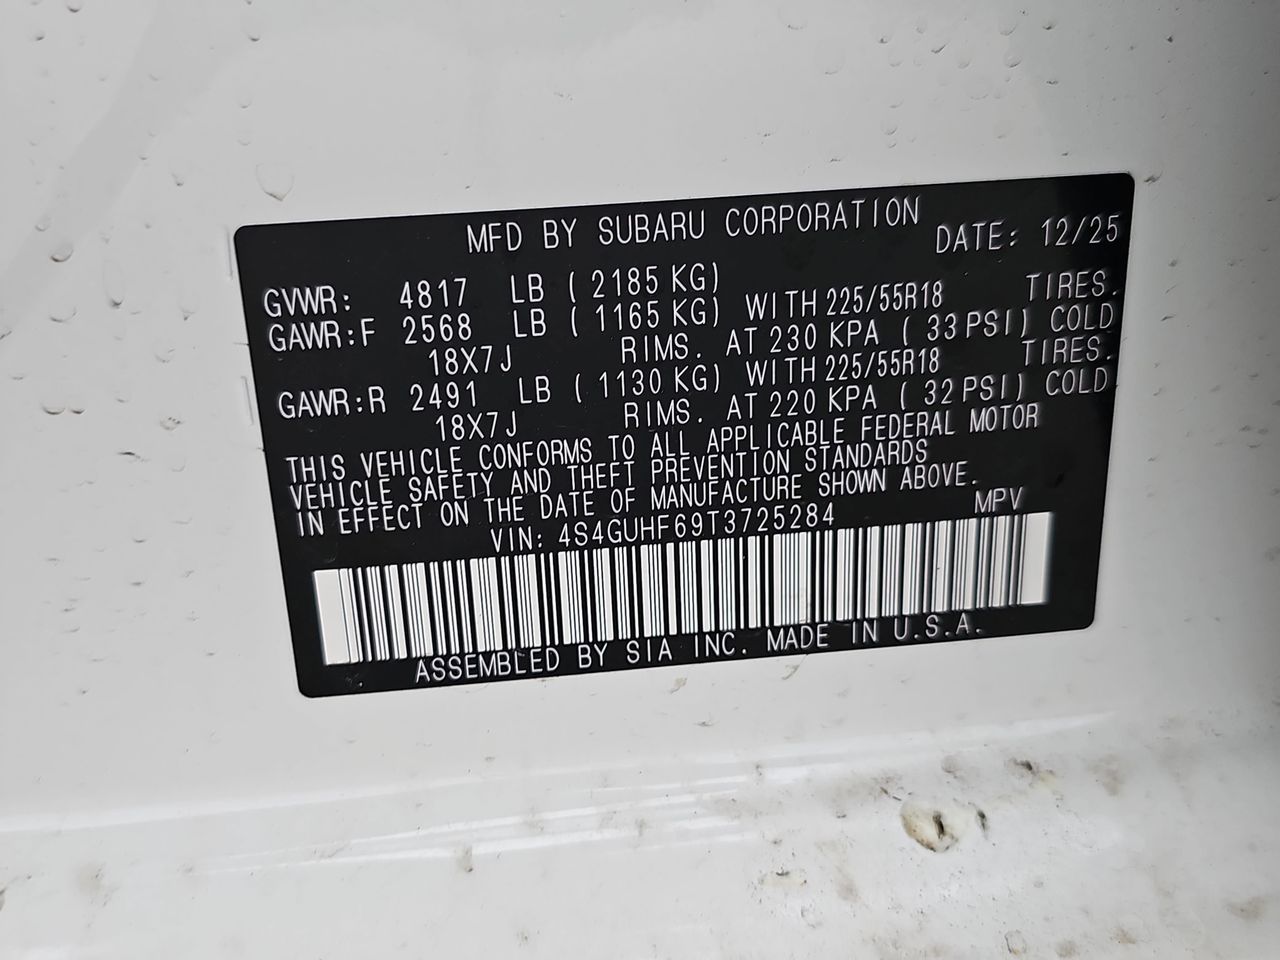 MFD BY SUBARU CORPORATION DATE: 12/25
GVWR: 4817 LB ( 2185 KG)
GAWR:F 2568 LB ( 1165 KG) WITH 225/55R18 TIRES.
18X7J RIMS. AT 230 KPA ( 33 PSI) COLD
GAWR:R 2491 LB ( 1130 KG) WITH 225/55R18 TIRES.
18X7J RIMS. AT 220 KPA ( 32 PSI) COLD
THIS VEHICLE CONFORMS TO ALL APPLICABLE FEDERAL MOTOR
VEHICLE SAFETY AND THEFT PREVENTION STANDARDS
IN EFFECT ON THE DATE OF MANUFACTURE SHOWN ABOVE.
VIN: 4S4GUHF69T3725284 MPV
ASSEMBLED BY SIA INC. MADE IN U.S.A.